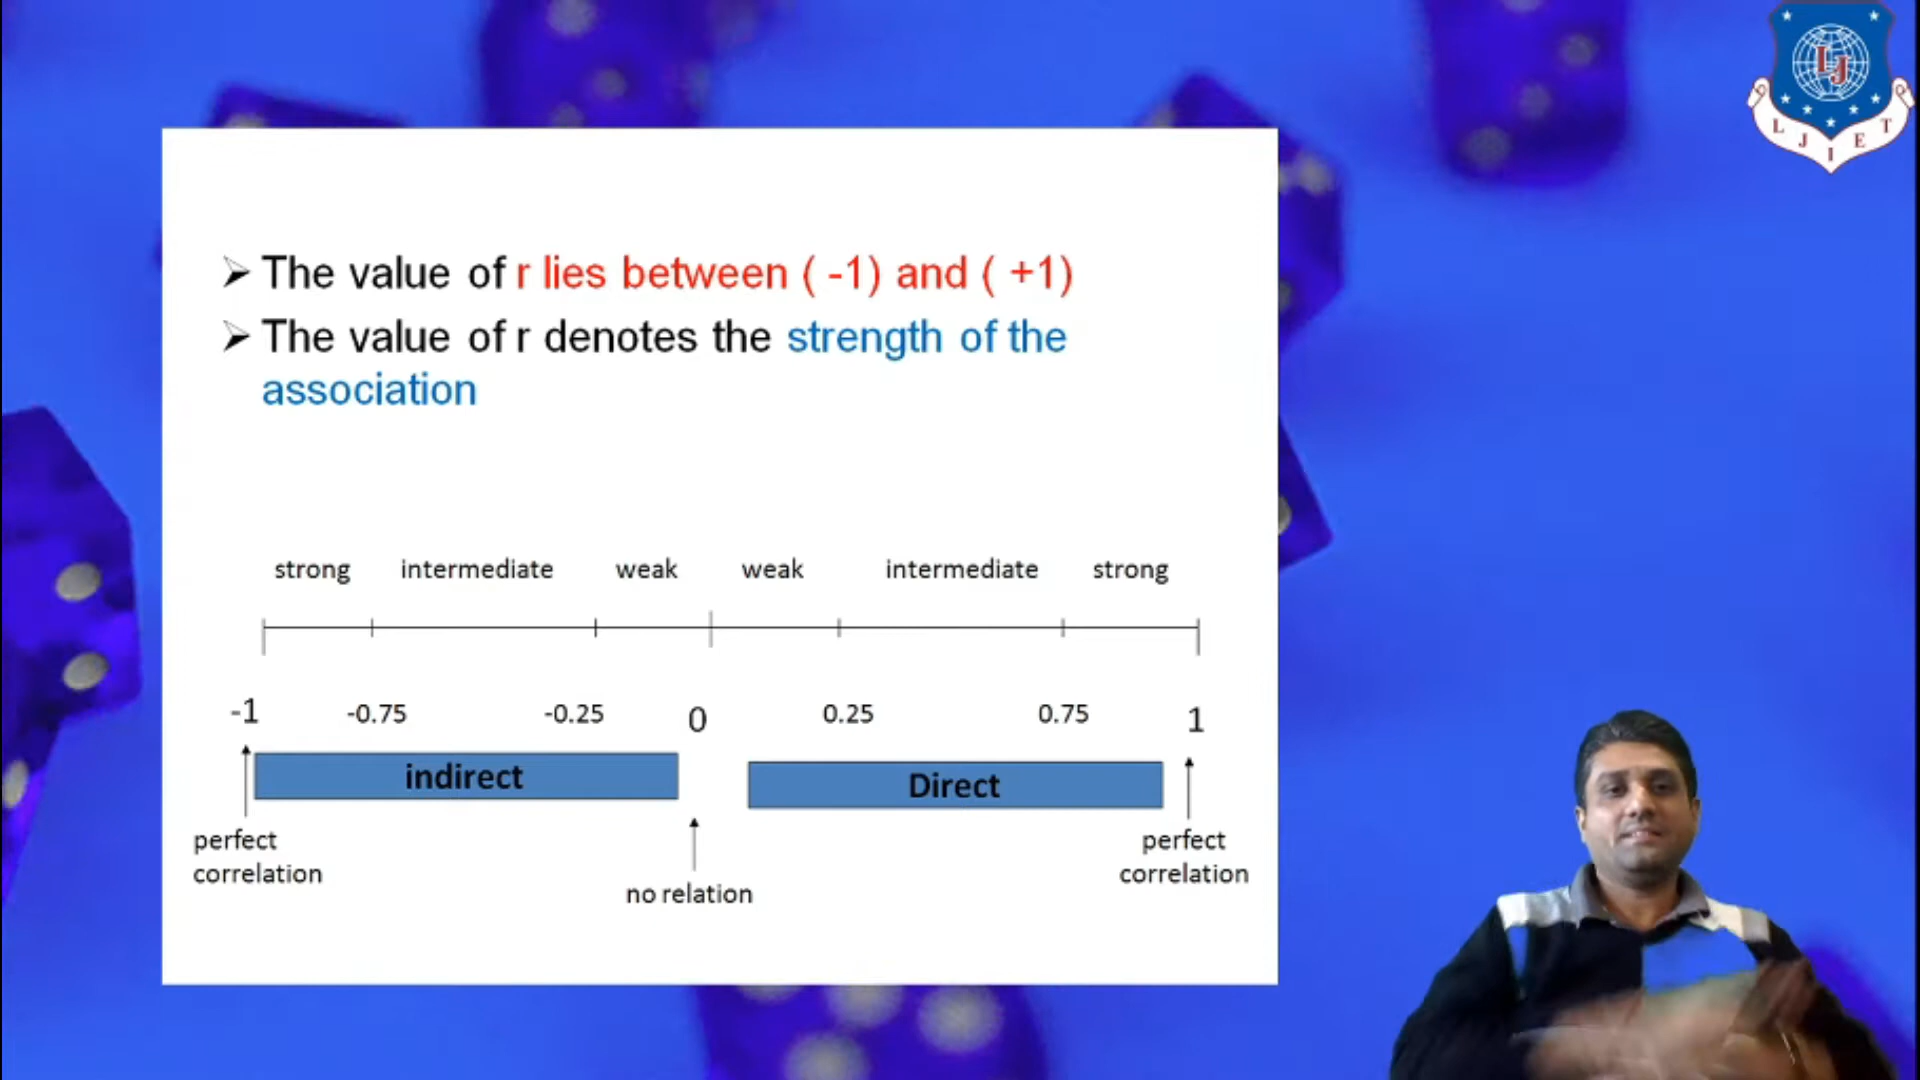 The value of r lies between ( -1) and ( +1)
The value of r denotes the strength of the
association
strong intermediate weak weak intermediate strong
-1 -0.75 -0.25 0 0.25 0.75 1
indirect Direct
perfect
correlation
no relation
perfect
correlation
LJ
L J I E T